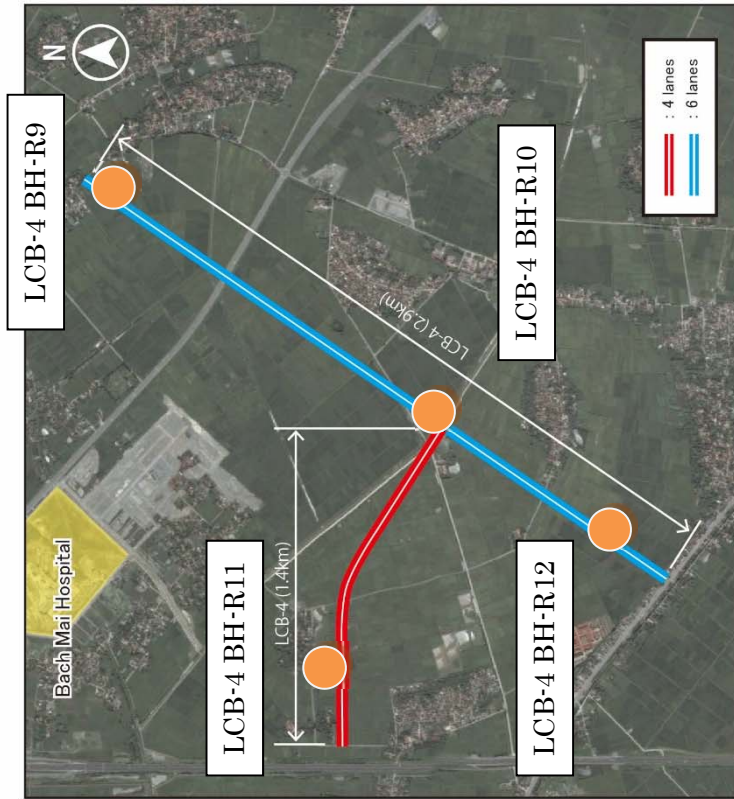 LCB-4 BH-R9
N
LCB-4 BH-R10
: 4 lanes
: 6 lanes
LCB-4 (2.9km)
Bach Mai Hospital
LCB-4 BH-R11
LCB-4 (1.4km)
LCB-4 BH-R12